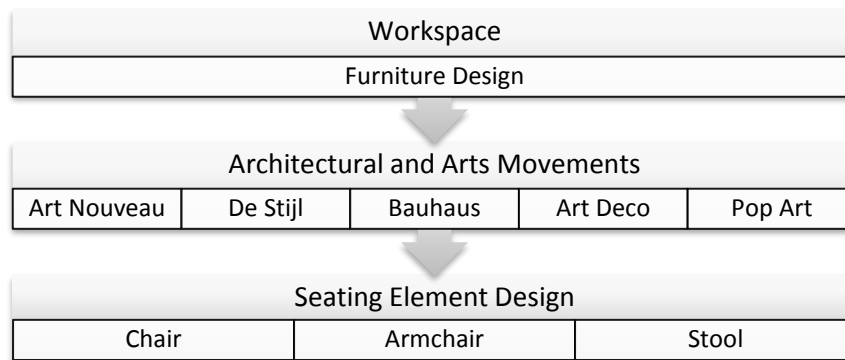 Workspace
Furniture Design
Architectural and Arts Movements
Art Nouveau De Stijl Bauhaus Art Deco Pop Art
Seating Element Design
Chair Armchair Stool